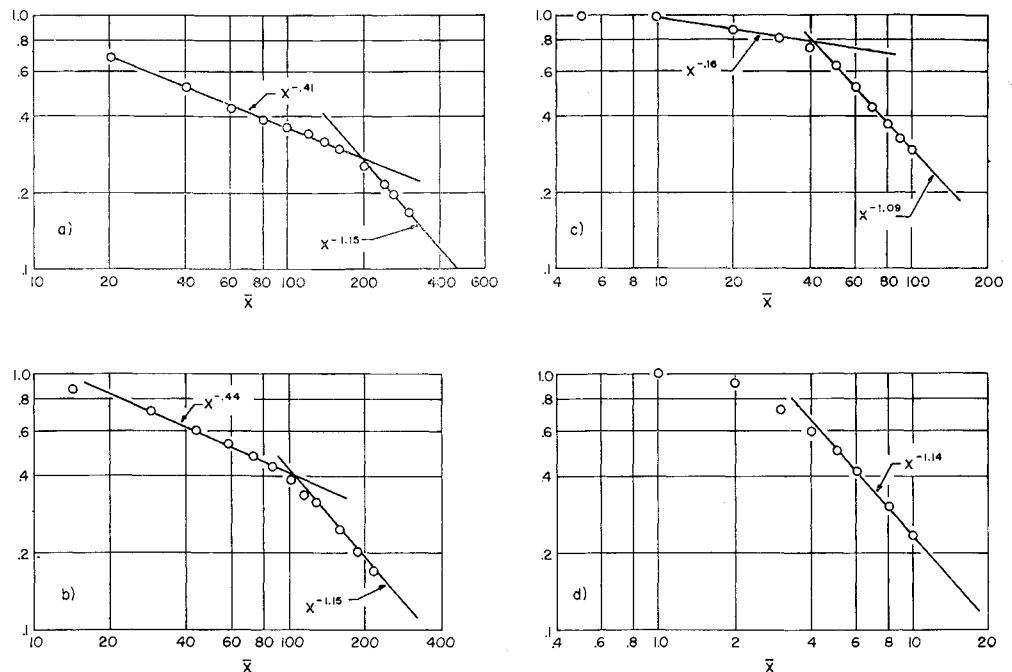 1.0
.8
.6
.4
.2
.1
X^-.41
X^-1.15
a)
10 20 40 60 80 100 200 400 600
X̅
1.0
.8
.6
.4
.2
.1
X^-.16
X^-1.09
c)
4 6 8 10 20 40 60 80 100 200
X̅
1.0
.8
.6
.4
.2
.1
X^-.44
X^-1.15
b)
10 20 40 60 80 100 200 400
X̅
1.0
.8
.6
.4
.2
.1
X^-1.14
d)
.4 .6 .8 1.0 2 4 6 8 10 20
X̅